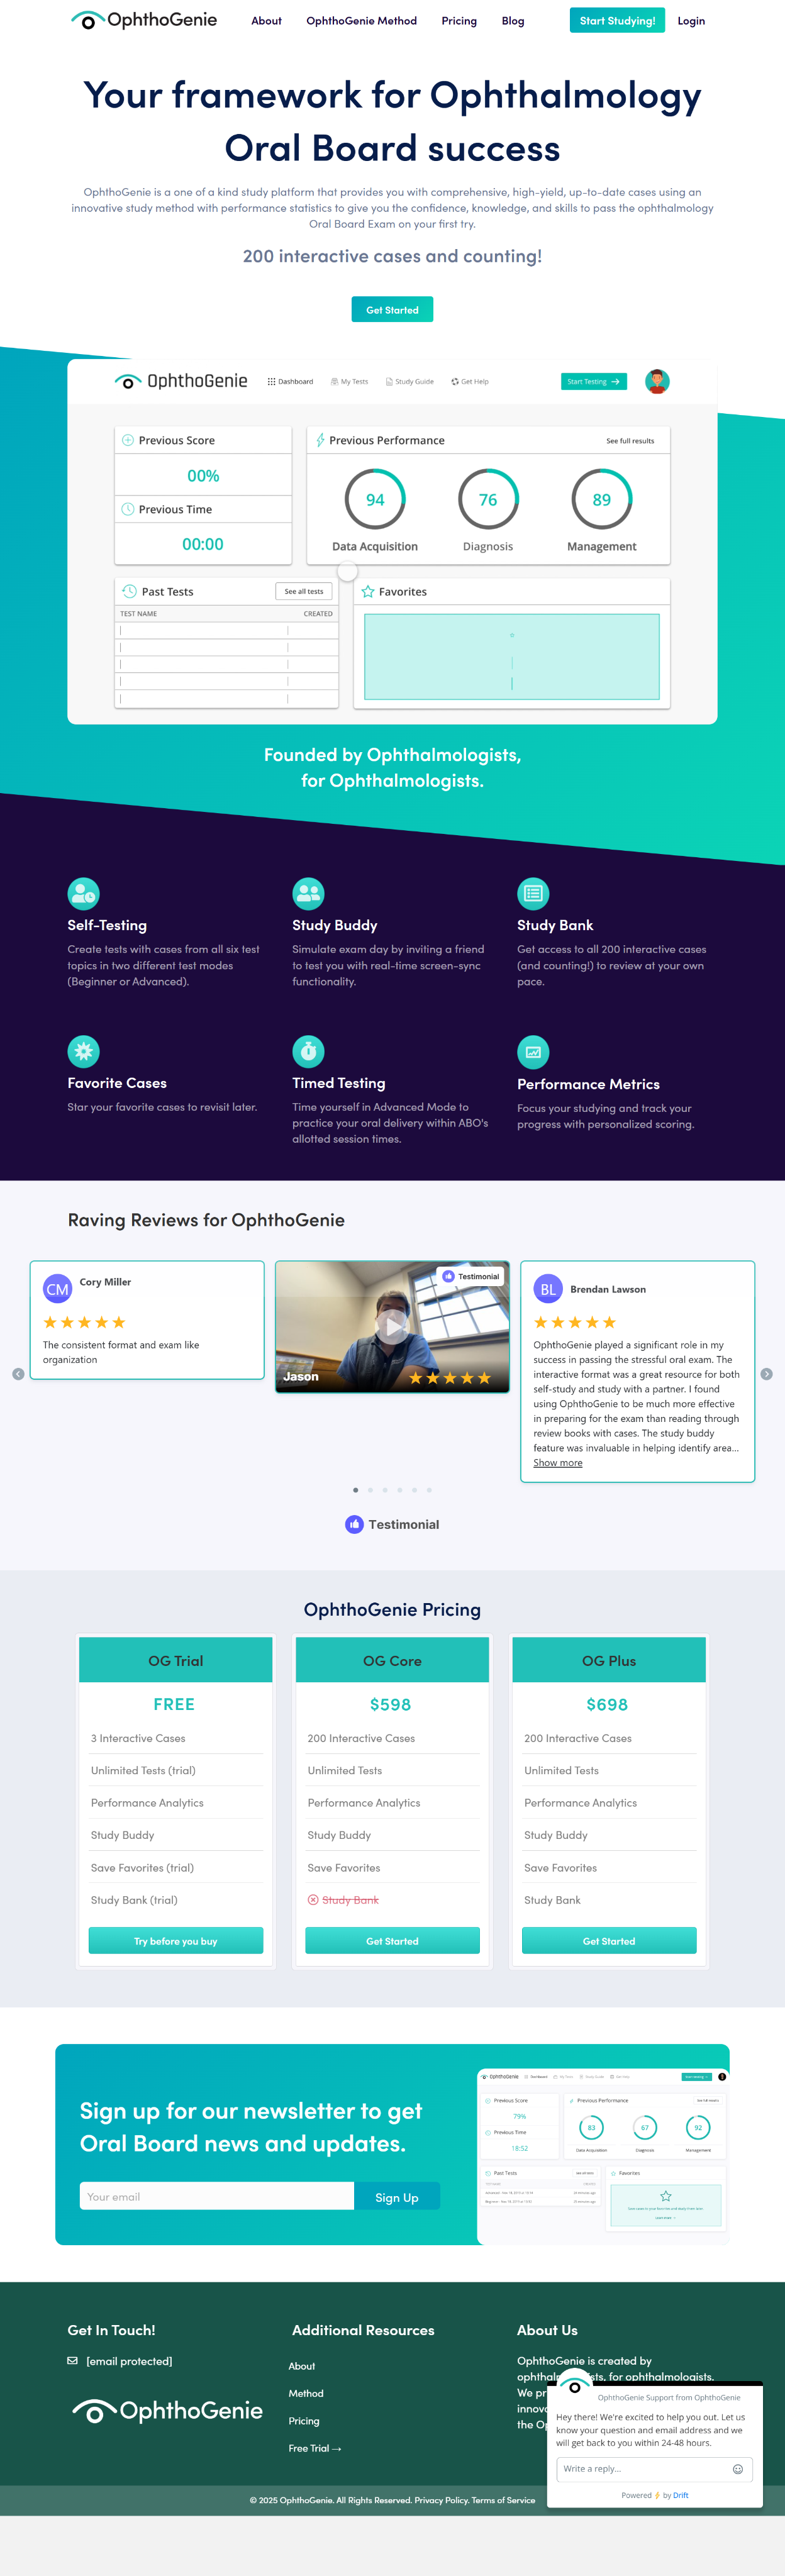 OphthoGenie
About
OphthoGenie Method
Pricing
Blog
Start Studying!
Login
Your framework for Ophthalmology
Oral Board success
OphthoGenie is a one of a kind study platform that provides you with comprehensive, high-yield, up-to-date cases using an
innovative study method with performance statistics to give you the confidence, knowledge, and skills to pass the ophthalmology
Oral Board Exam on your first try.
200 interactive cases and counting!
Get Started
OphthoGenie
Dashboard
My Tests
Study Guide
Get Help
Start Testing →
Previous Score
00%
Previous Time
00:00
Previous Performance
See full results
94
76
89
Data Acquisition
Diagnosis
Management
Past Tests
See all tests
TEST NAME
CREATED
Favorites
Founded by Ophthalmologists,
for Ophthalmologists.
Self-Testing
Create tests with cases from all six test
topics in two different test modes
(Beginner or Advanced).
Study Buddy
Simulate exam day by inviting a friend
to test you with real-time screen-sync
functionality.
Study Bank
Get access to all 200 interactive cases
(and counting!) to review at your own
pace.
Favorite Cases
Star your favorite cases to revisit later.
Timed Testing
Time yourself in Advanced Mode to
practice your oral delivery within ABO's
allotted session times.
Performance Metrics
Focus your studying and track your
progress with personalized scoring.
Raving Reviews for OphthoGenie
CM
Cory Miller
The consistent format and exam like
organization
Testimonial
Jason
BL
Brendan Lawson
OphthoGenie played a significant role in my
success in passing the stressful oral exam. The
interactive format was a great resource for both
self-study and study with a partner. I found
using OphthoGenie to be much more effective
in preparing for the exam than reading through
review books with cases. The study buddy
feature was invaluable in helping identify area...
Show more
Testimonial
OphthoGenie Pricing
OG Trial
FREE
3 Interactive Cases
Unlimited Tests (trial)
Performance Analytics
Study Buddy
Save Favorites (trial)
Study Bank (trial)
Try before you buy
OG Core
$598
200 Interactive Cases
Unlimited Tests
Performance Analytics
Study Buddy
Save Favorites
Study Bank
Get Started
OG Plus
$698
200 Interactive Cases
Unlimited Tests
Performance Analytics
Study Buddy
Save Favorites
Study Bank
Get Started
Sign up for our newsletter to get
Oral Board news and updates.
Your email
Sign Up
OphthoGenie
Previous Score
79%
Previous Time
18:52
Previous Performance
83
67
92
Data Acquisition
Diagnosis
Management
Past Tests
Favorites
Get In Touch!
[email protected]
OphthoGenie
Additional Resources
About
Method
Pricing
Free Trial →
About Us
OphthoGenie is created by
for ophthalmologists.
We
the
OphthoGenie Support from OphthoGenie
Hey there! We're excited to help you out. Let us
know your question and email address and we
will get back to you within 24-48 hours.
Write a reply...
Powered ⚡ by Drift
© 2025 OphthoGenie. All Rights Reserved. Privacy Policy. Terms of Service